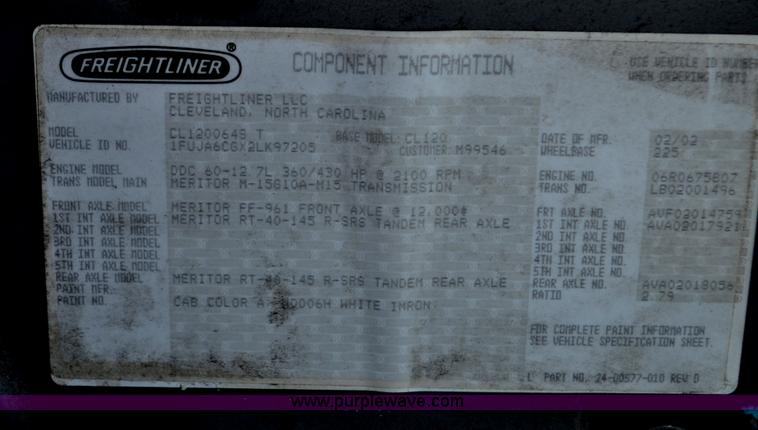 FREIGHTLINER®
COMPONENT INFORMATION
USE VEHICLE ID NUMBER
WHEN ORDERING PARTS
MANUFACTURED BY FREIGHTLINER LLC
CLEVELAND, NORTH CAROLINA
MODEL CL120064S T BASE MODEL: CL120 DATE OF MFR. 02/02
VEHICLE ID NO. 1FUJA6CGX2LK97205 CUSTOMER: M99546 WHEELBASE 225
ENGINE MODEL DDC 60-12.7L 360/430 HP @ 2100 RPM ENGINE NO. 06R0675807
TRANS MODEL, MAIN MERITOR M-15G10A-M15 TRANSMISSION TRANS NO. LB02001496
FRONT AXLE MODEL MERITOR FF-961 FRONT AXLE @ 12,000# FRT AXLE NO. AVF02014759
1ST INT AXLE MODEL MERITOR RT-40-145 R-SRS TANDEM REAR AXLE 1ST INT AXLE NO. AVA02017921
2ND INT AXLE MODEL 2ND INT AXLE NO.
3RD INT AXLE MODEL 3RD INT AXLE NO.
4TH INT AXLE MODEL 4TH INT AXLE NO.
5TH INT AXLE MODEL 5TH INT AXLE NO.
REAR AXLE MODEL MERITOR RT-40-145 R-SRS TANDEM REAR AXLE REAR AXLE NO. AVA02018056
PAINT MFR. RATIO 2.79
PAINT NO. CAB COLOR A: WHITE IMRON
FOR COMPLETE PAINT INFORMATION
SEE VEHICLE SPECIFICATION SHEET.
PART NO. 24-00577-010 REV D
www.purplewave.com